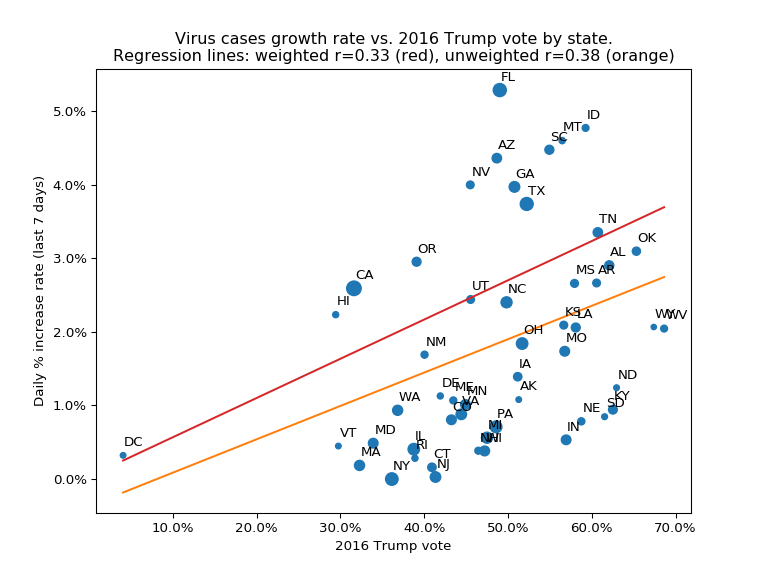 Virus cases growth rate vs. 2016 Trump vote by state.
Regression lines: weighted r=0.33 (red), unweighted r=0.38 (orange)
Daily % increase rate (last 7 days)
5.0%
4.0%
3.0%
2.0%
1.0%
0.0%
FL
ID
MT
SC
AZ
NV
GA
TX
TN
OK
OR
AL
CA
MS
AR
UT
NC
HI
KS
LA
WY
WV
OH
MO
NM
IA
ND
AK
DE
ME
MN
KY
WA
VA
CO
SD
NE
PA
DC
VT
MD
IL
RI
MI
NH
WI
IN
MA
CT
NY
NJ
10.0%
20.0%
30.0%
40.0%
50.0%
60.0%
70.0%
2016 Trump vote